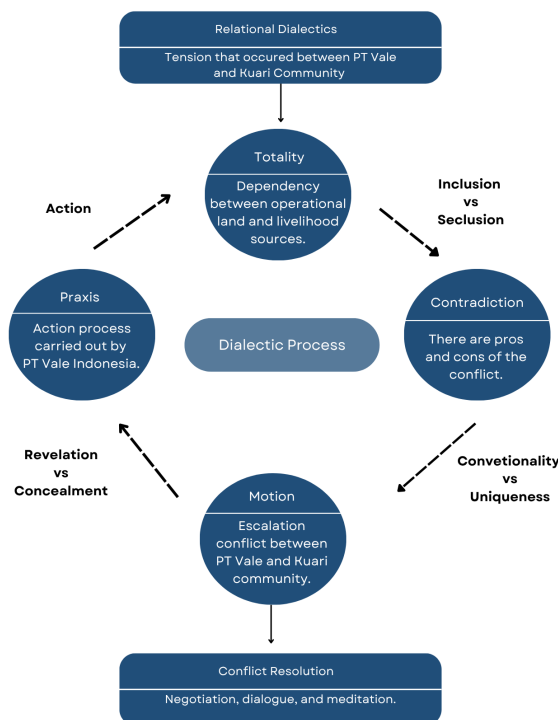 Relational Dialectics
Tension that occured between PT Vale
and Kuari Community
Totality
Dependency
between operational
land and livelihood
sources.
Action
Inclusion
vs
Seclusion
Praxis
Action process
carried out by
PT Vale Indonesia.
Dialectic Process
Contradiction
There are pros
and cons of the
conflict.
Revelation
vs
Concealment
Convetionality
vs
Uniqueness
Motion
Escalation
conflict between
PT Vale and Kuari
community.
Conflict Resolution
Negotiation, dialogue, and meditation.